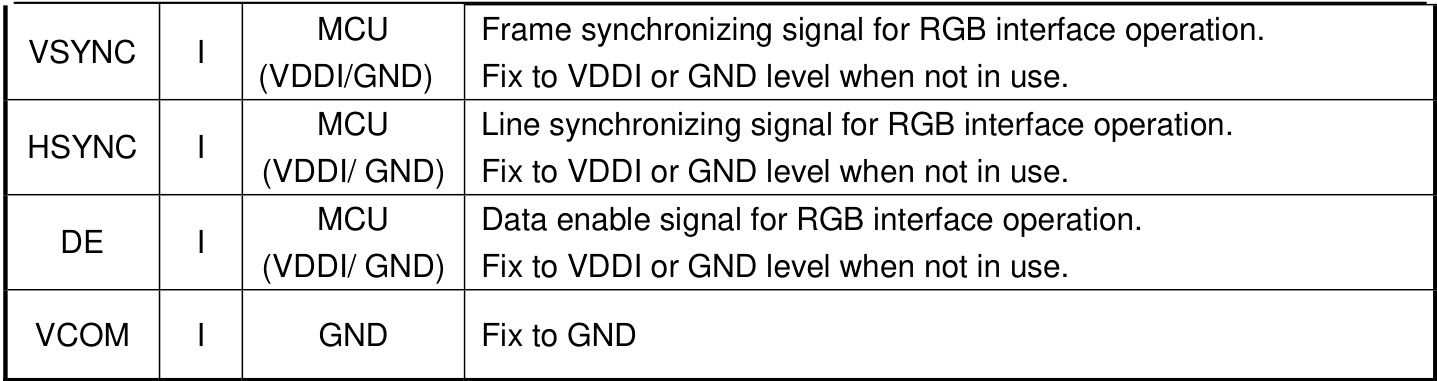 VSYNC I MCU Frame synchronizing signal for RGB interface operation.
(VDDI/GND) Fix to VDDI or GND level when not in use.
HSYNC I MCU Line synchronizing signal for RGB interface operation.
(VDDI/ GND) Fix to VDDI or GND level when not in use.
DE I MCU Data enable signal for RGB interface operation.
(VDDI/ GND) Fix to VDDI or GND level when not in use.
VCOM I GND Fix to GND